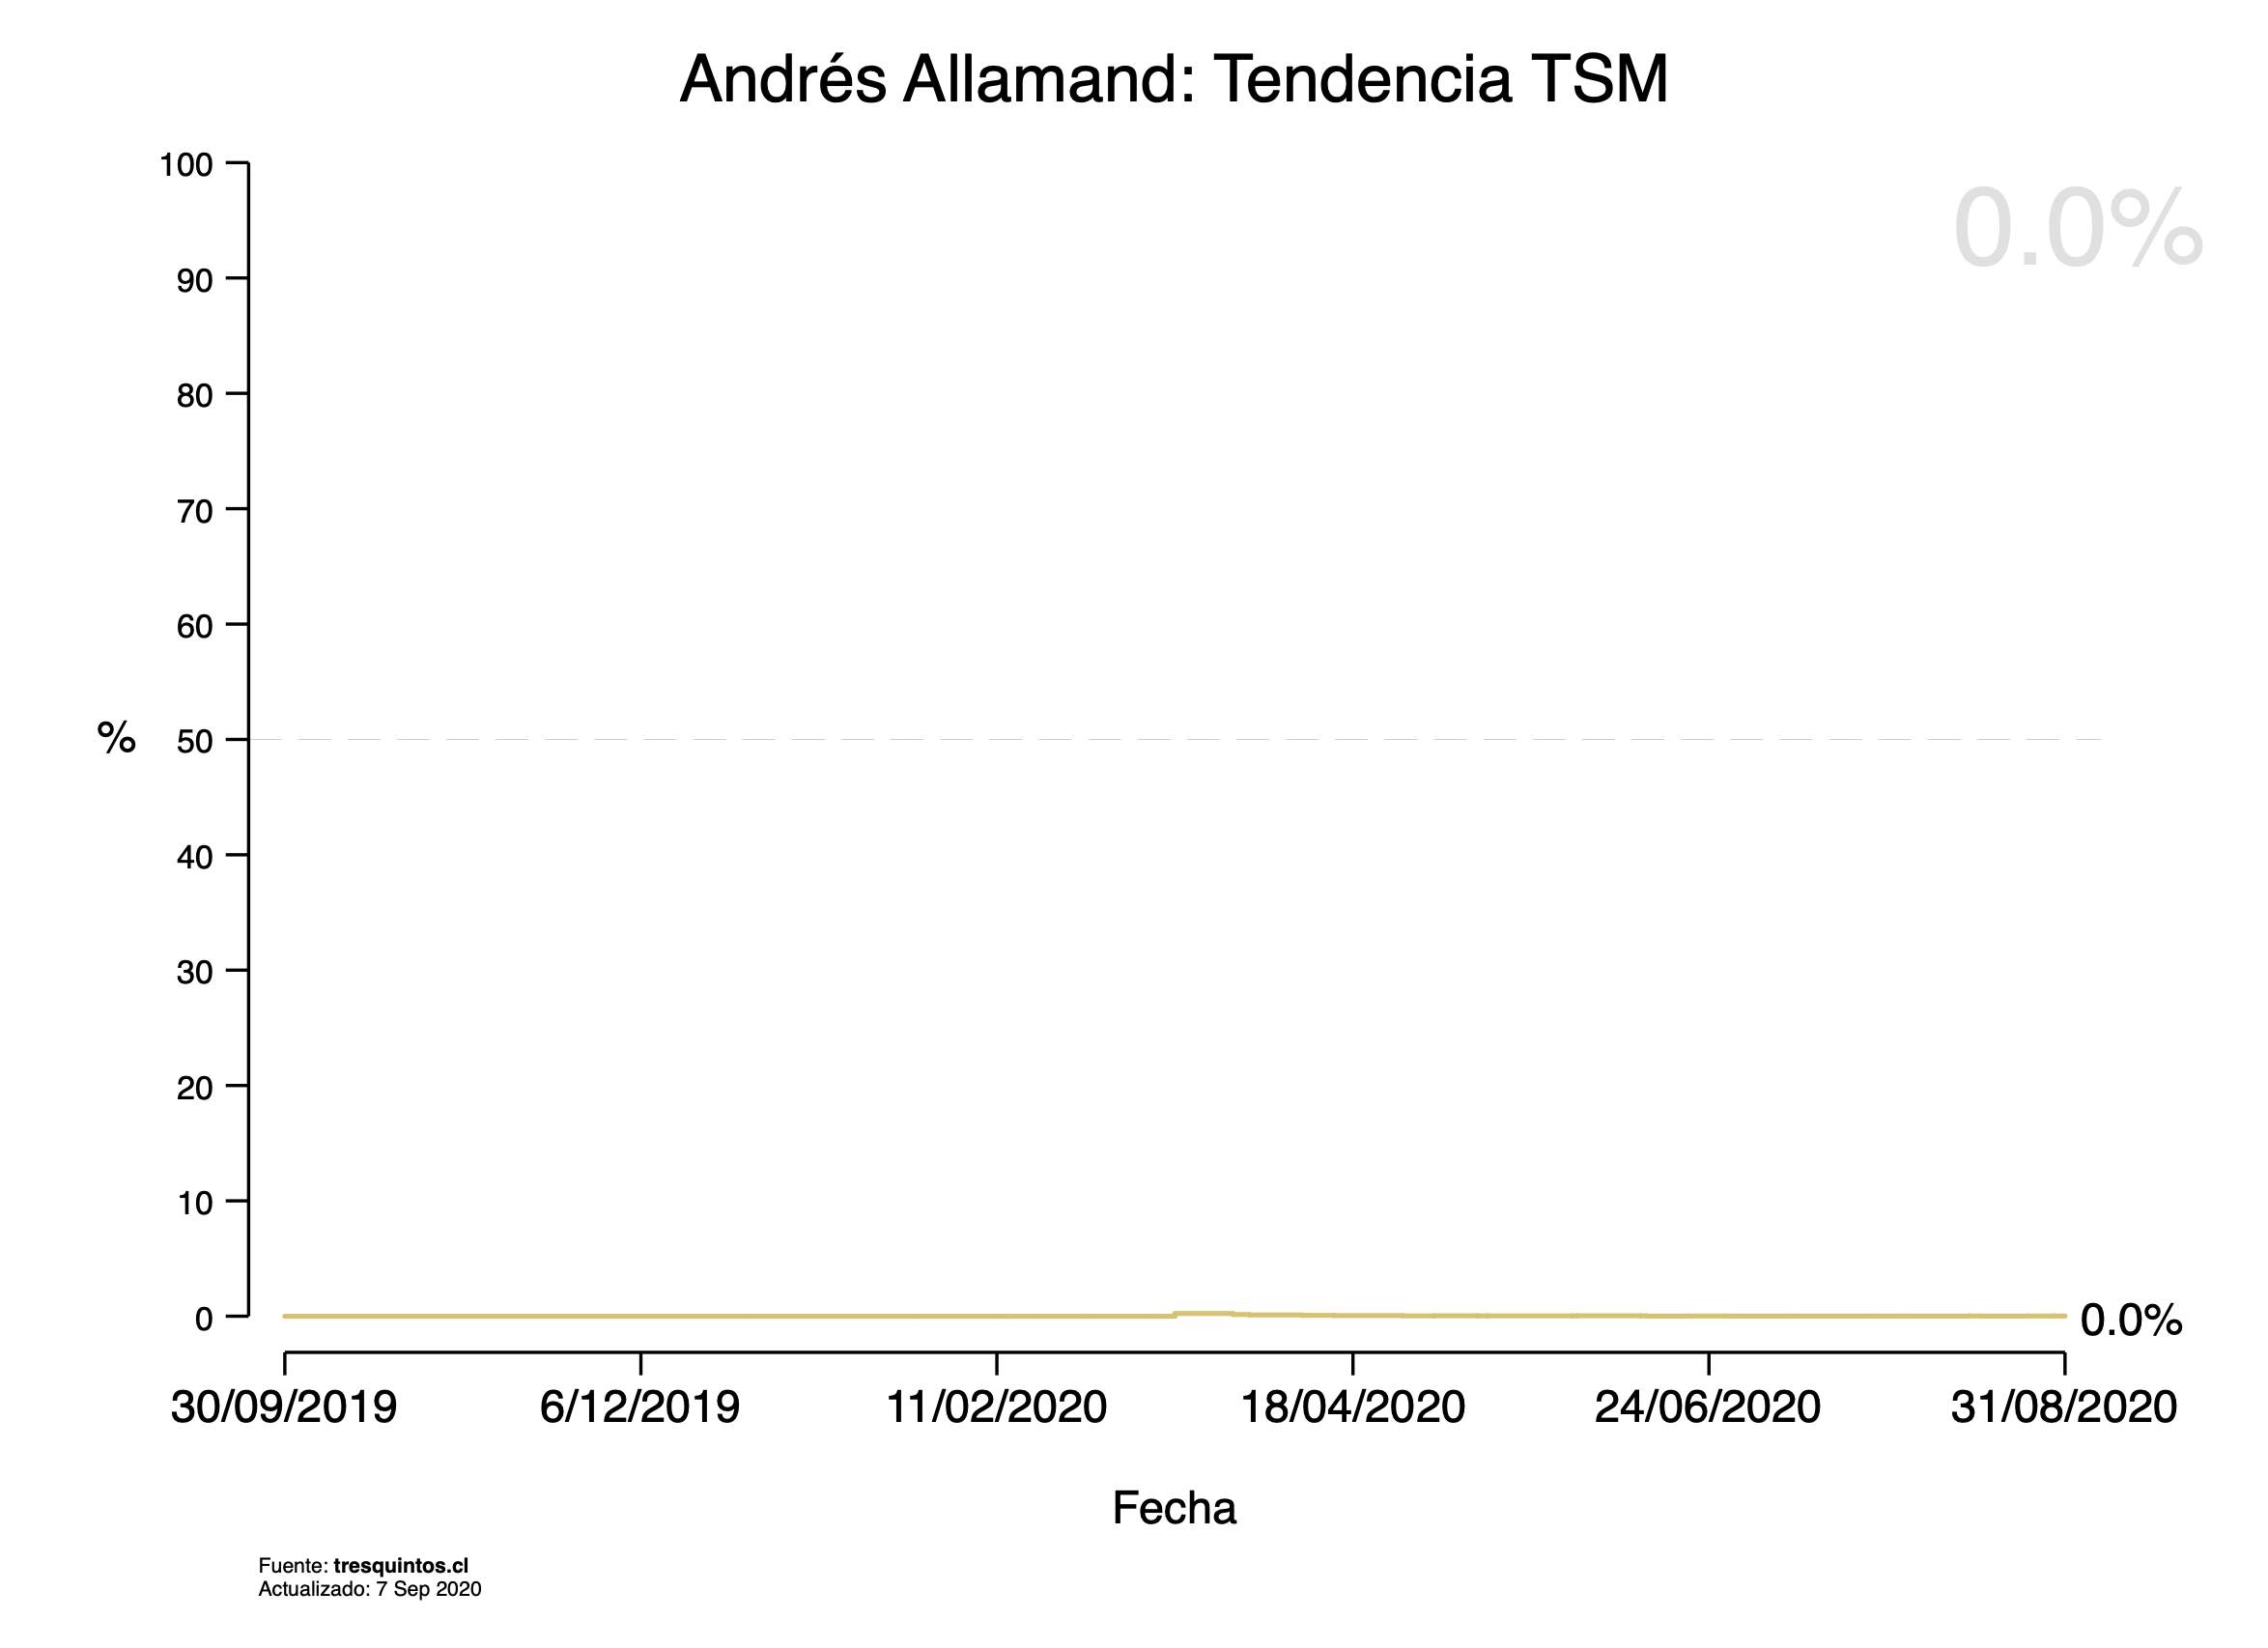 Andrés Allamand: Tendencia TSM
100
0.0%
90
80
70
60
% 50
40
30
20
10
0
0.0%
30/09/2019 6/12/2019 11/02/2020 18/04/2020 24/06/2020 31/08/2020
Fecha
Fuente: tresquintos.cl
Actualizado: 7 Sep 2020